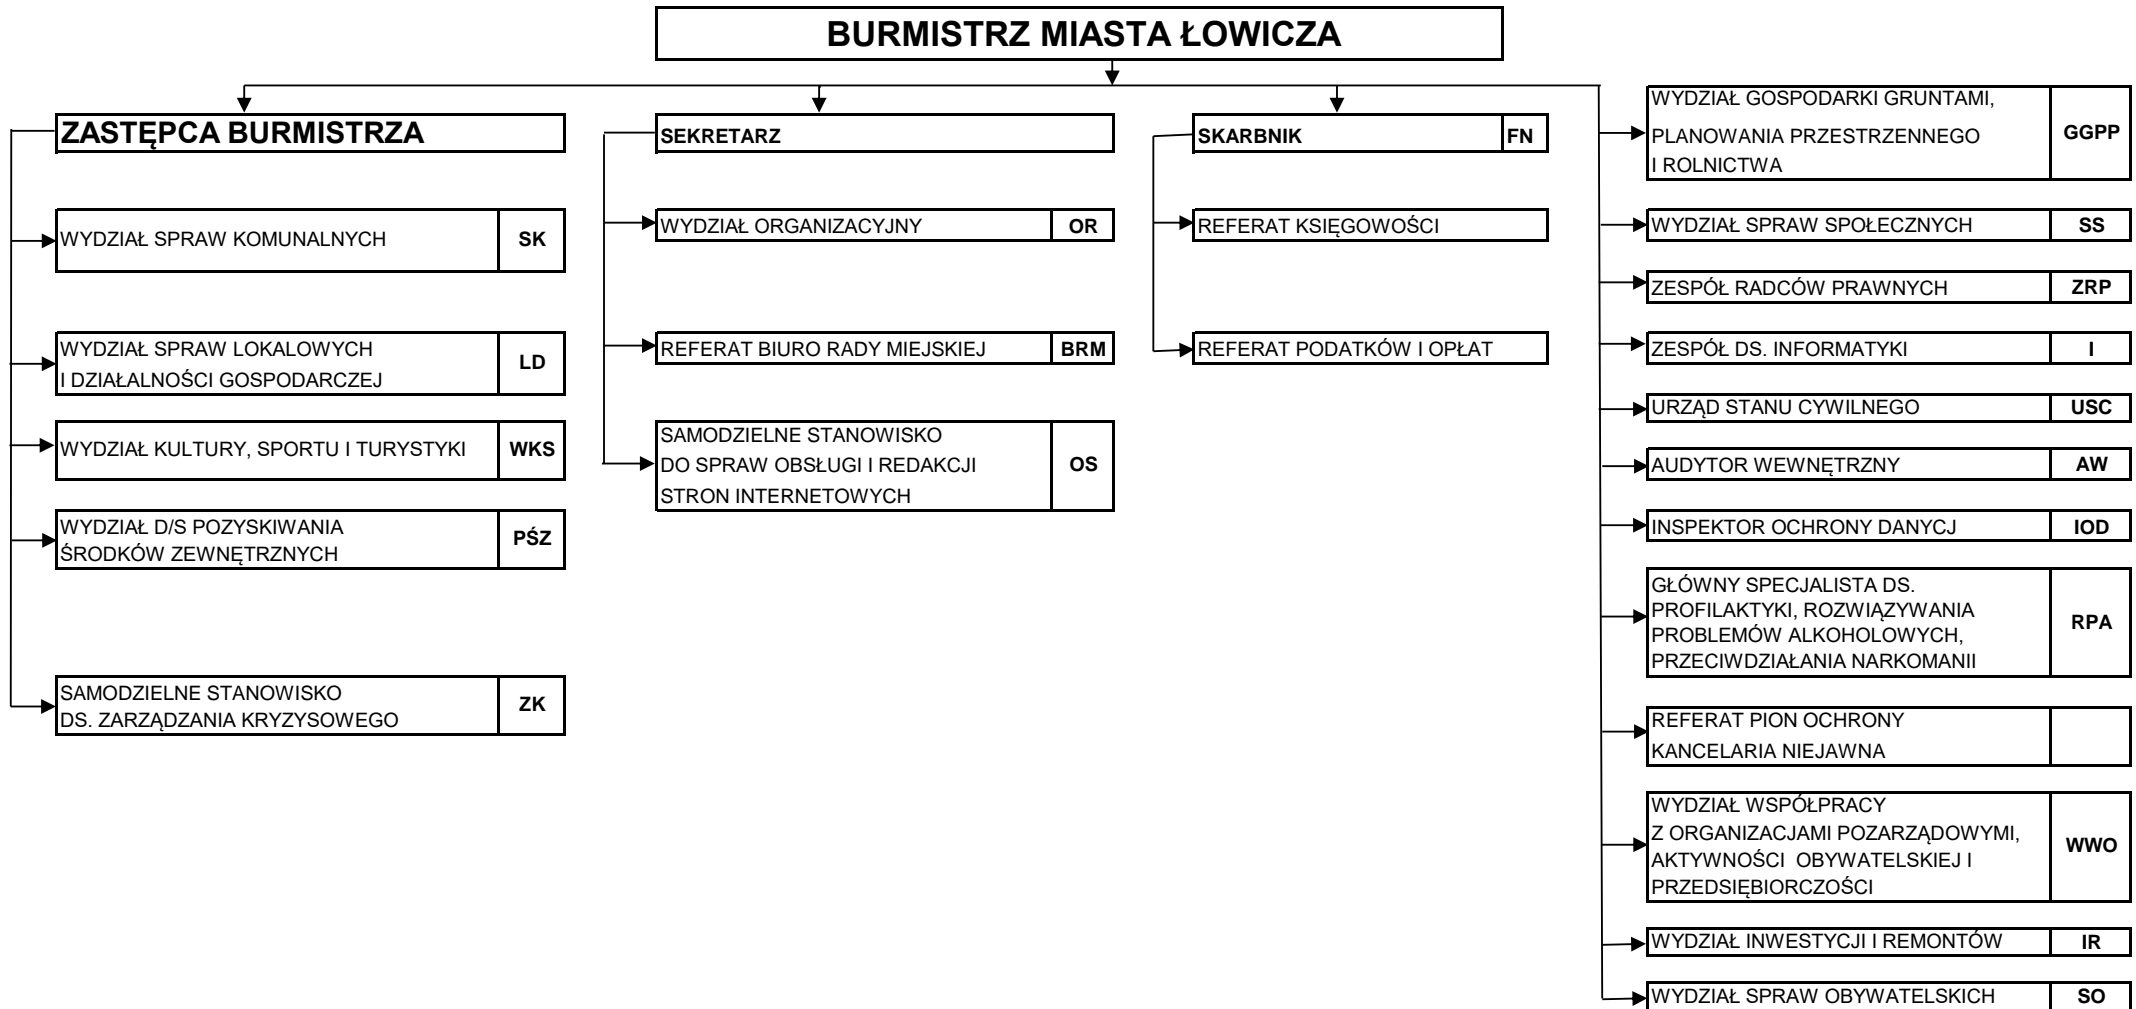 BURMISTRZ MIASTA ŁOWICZA
ZASTĘPCA BURMISTRZA
WYDZIAŁ SPRAW KOMUNALNYCH SK
WYDZIAŁ SPRAW LOKALOWYCH
I DZIAŁALNOŚCI GOSPODARCZEJ
LD
WYDZIAŁ KULTURY, SPORTU I TURYSTYKI WKS
WYDZIAŁ D/S POZYSKIWANIA
ŚRODKÓW ZEWNĘTRZNYCH
PŚZ
SAMODZIELNE STANOWISKO
DS. ZARZĄDZANIA KRYZYSOWEGO
ZK
SEKRETARZ
WYDZIAŁ ORGANIZACYJNY OR
REFERAT BIURO RADY MIEJSKIEJ BRM
SAMODZIELNE STANOWISKO
DO SPRAW OBSŁUGI I REDAKCJI
STRON INTERNETOWYCH
OS
SKARBNIK FN
REFERAT KSIĘGOWOŚCI
REFERAT PODATKÓW I OPŁAT
WYDZIAŁ GOSPODARKI GRUNTAMI,
PLANOWANIA PRZESTRZENNEGO
I ROLNICTWA
GGPP
WYDZIAŁ SPRAW SPOŁECZNYCH SS
ZESPÓŁ RADCÓW PRAWNYCH ZRP
ZESPÓŁ DS. INFORMATYKI I
URZĄD STANU CYWILNEGO USC
AUDYTOR WEWNĘTRZNY AW
INSPEKTOR OCHRONY DANYCJ IOD
GŁÓWNY SPECJALISTA DS.
PROFILAKTYKI, ROZWIĄZYWANIA
PROBLEMÓW ALKOHOLOWYCH,
PRZECIWDZIAŁANIA NARKOMANII
RPA
REFERAT PION OCHRONY
KANCELARIA NIEJAWNA
WYDZIAŁ WSPÓŁPRACY
Z ORGANIZACJAMI POZARZĄDOWYMI,
AKTYWNOŚCI OBYWATELSKIEJ I
PRZEDSIĘBIORCZOŚCI
WWO
WYDZIAŁ INWESTYCJI I REMONTÓW IR
WYDZIAŁ SPRAW OBYWATELSKICH SO